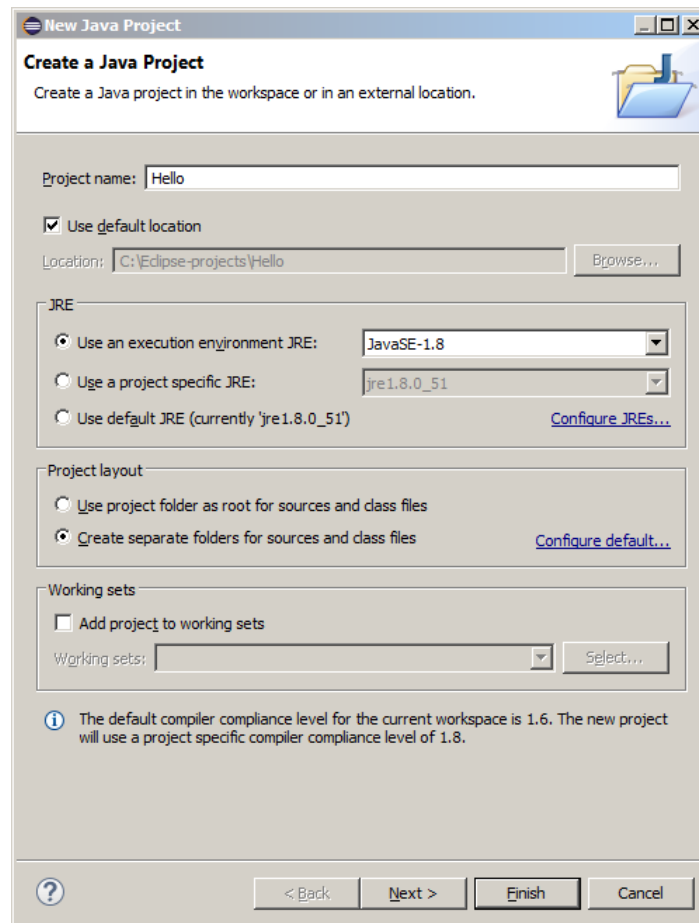 New Java Project
Create a Java Project
Create a Java project in the workspace or in an external location.
Project name: Hello
Use default location
Location: C:\Eclipse-projects\Hello Browse...
JRE
Use an execution environment JRE: JavaSE-1.8
Use a project specific JRE: jre1.8.0_51
Use default JRE (currently 'jre1.8.0_51') Configure JREs...
Project layout
Use project folder as root for sources and class files
Create separate folders for sources and class files Configure default...
Working sets
Add project to working sets
Working sets: Select...
The default compiler compliance level for the current workspace is 1.6. The new project
will use a project specific compiler compliance level of 1.8.
? < Back Next > Finish Cancel